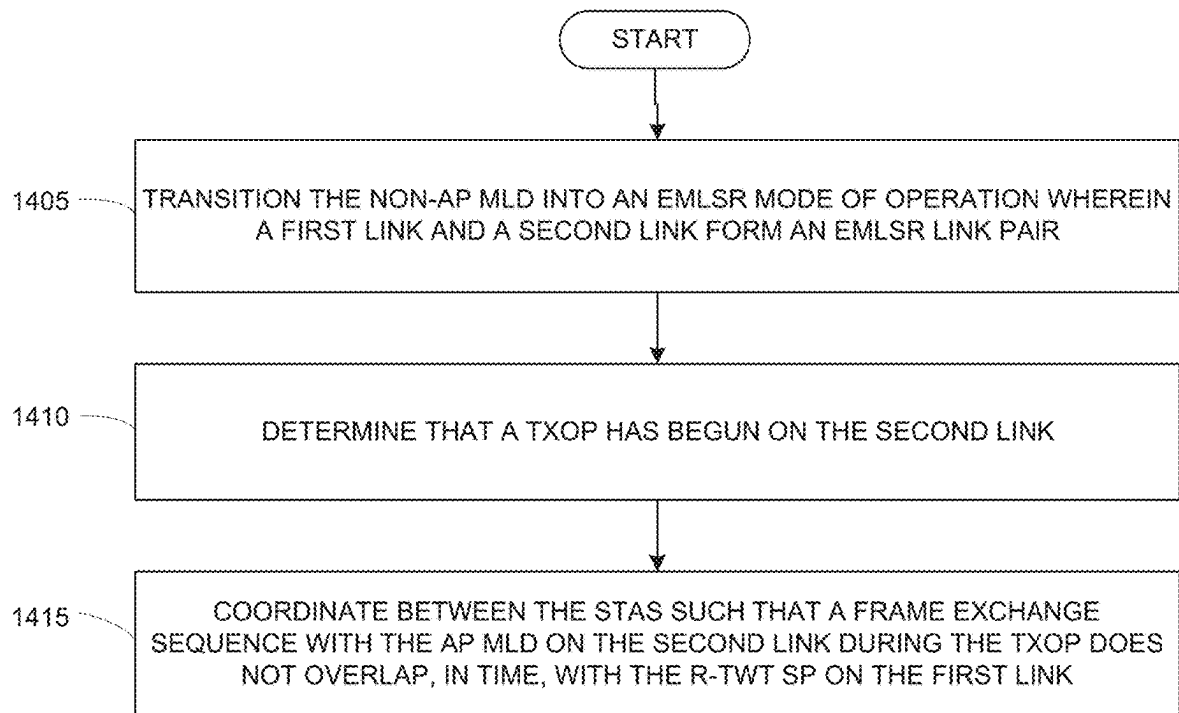 START
1405
TRANSITION THE NON-AP MLD INTO AN EMLSR MODE OF OPERATION WHEREIN
A FIRST LINK AND A SECOND LINK FORM AN EMLSR LINK PAIR
1410
DETERMINE THAT A TXOP HAS BEGUN ON THE SECOND LINK
1415
COORDINATE BETWEEN THE STAS SUCH THAT A FRAME EXCHANGE
SEQUENCE WITH THE AP MLD ON THE SECOND LINK DURING THE TXOP DOES
NOT OVERLAP, IN TIME, WITH THE R-TWT SP ON THE FIRST LINK